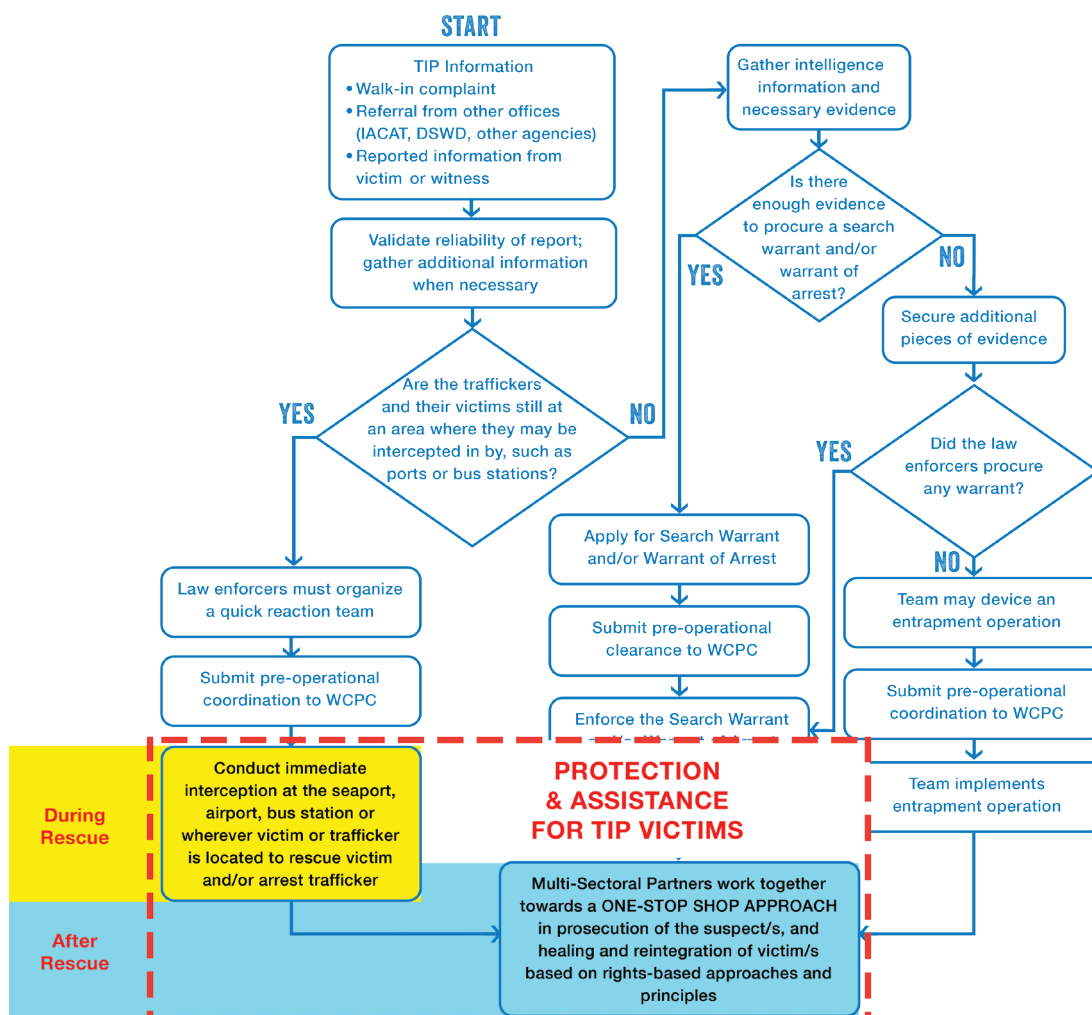 START
TIP Information
• Walk-in complaint
• Referral from other offices
(IACAT, DSWD, other agencies)
• Reported information from
victim or witness
Validate reliability of report;
gather additional information
when necessary
Are the traffickers
and their victims still at
an area where they may be
intercepted in by, such as
ports or bus stations?
YES
NO
Law enforcers must organize
a quick reaction team
Submit pre-operational
coordination to WCPC
Gather intelligence
information and
necessary evidence
Is there
enough evidence
to procure a search
warrant and/or
warrant of
arrest?
YES
NO
Apply for Search Warrant
and/or Warrant of Arrest
Submit pre-operational
clearance to WCPC
Enforce the Search Warrant
and/or Warrant of Arrest
Secure additional
pieces of evidence
Did the law
enforcers procure
any warrant?
YES
NO
Team may device an
entrapment operation
Submit pre-operational
coordination to WCPC
Team implements
entrapment operation
During
Rescue
Conduct immediate
interception at the seaport,
airport, bus station or
wherever victim or trafficker
is located to rescue victim
and/or arrest trafficker
PROTECTION
& ASSISTANCE
FOR TIP VICTIMS
After
Rescue
Multi-Sectoral Partners work together
towards a ONE-STOP SHOP APPROACH
in prosecution of the suspect/s, and
healing and reintegration of victim/s
based on rights-based approaches and
principles